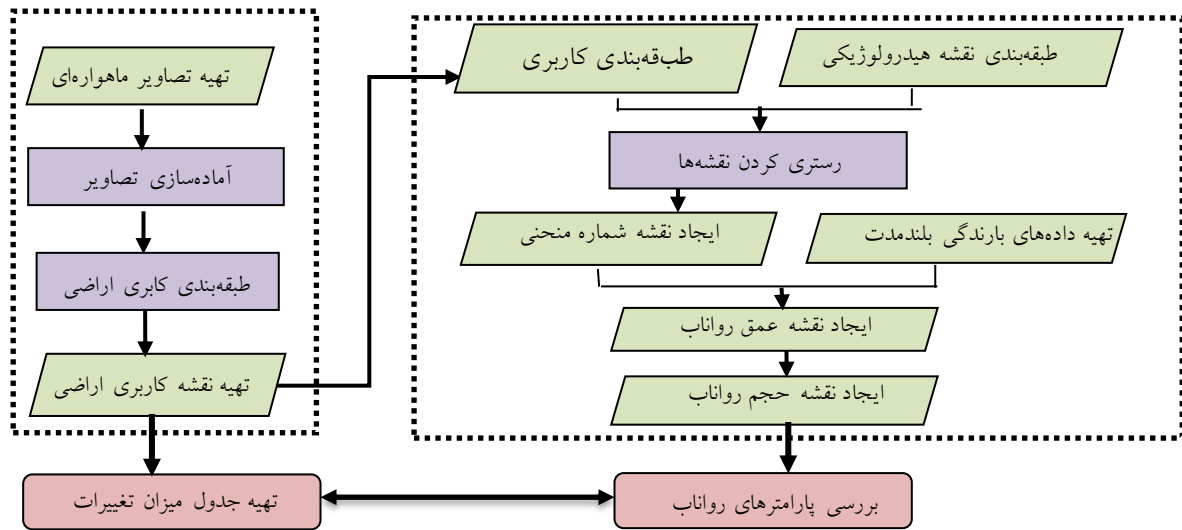 تهیه تصاویر ماهواره‌ای
آماده‌سازی تصاویر
طبقه‌بندی کابری اراضی
تهیه نقشه کاربری اراضی
تهیه جدول میزان تغییرات
طبقه‌بندی کاربری
طبقه‌بندی نقشه هیدرولوژیکی
رستری کردن نقشه‌ها
ایجاد نقشه شماره منحنی
تهیه داده‌های بارندگی بلندمدت
ایجاد نقشه عمق رواناب
ایجاد نقشه حجم رواناب
بررسی پارامترهای رواناب